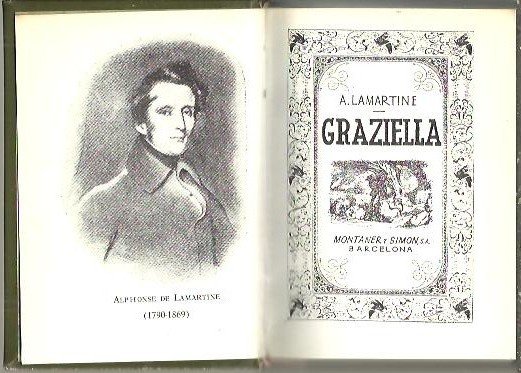 ALPHONSE DE LAMARTINE
(1790-1869)
A. LAMARTINE
GRAZIELLA
MONTANER Y SIMON, S.A.
BARCELONA